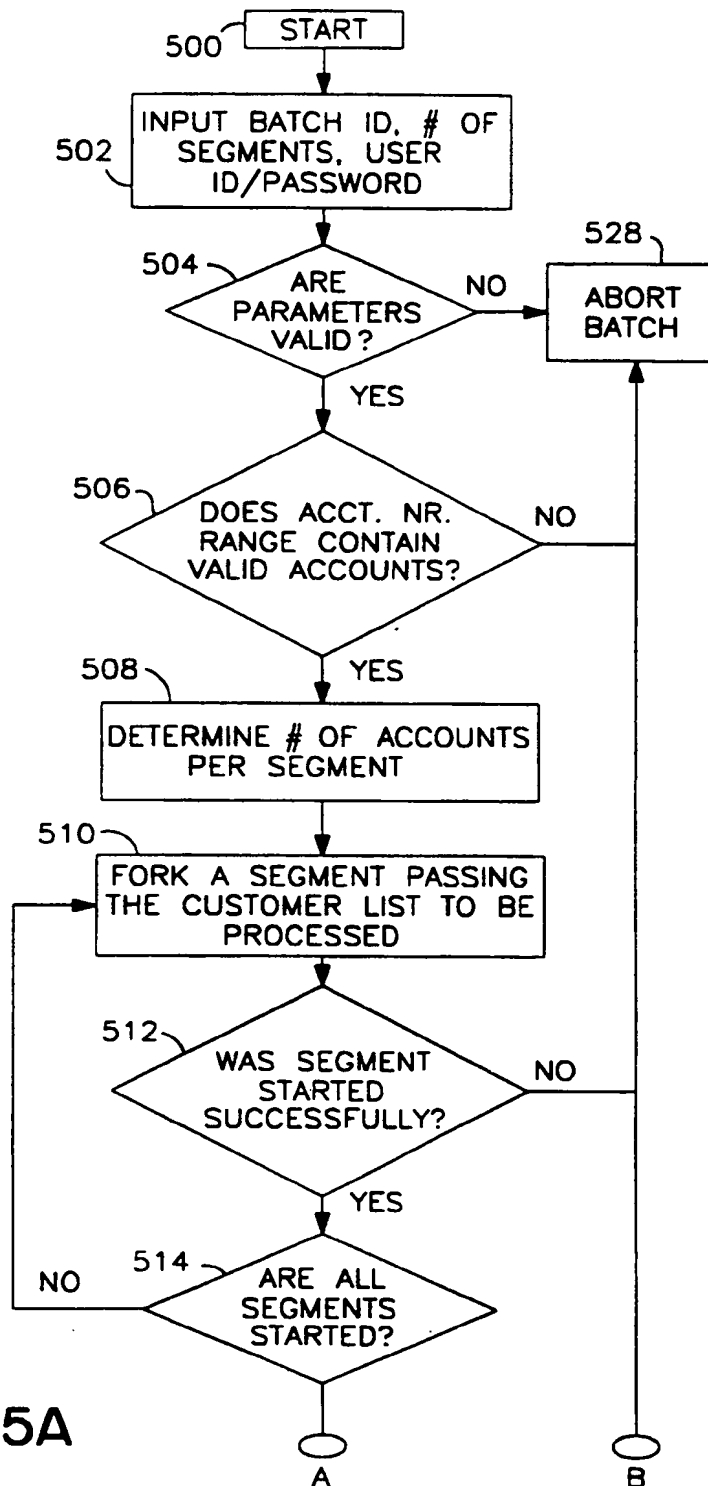 500
START
502
INPUT BATCH ID, # OF
SEGMENTS, USER
ID/PASSWORD
504
ARE
PARAMETERS
VALID?
NO
528
ABORT
BATCH
YES
506
DOES ACCT. NR.
RANGE CONTAIN
VALID ACCOUNTS?
NO
YES
508
DETERMINE # OF ACCOUNTS
PER SEGMENT
510
FORK A SEGMENT PASSING
THE CUSTOMER LIST TO BE
PROCESSED
512
WAS SEGMENT
STARTED
SUCCESSFULLY?
NO
YES
514
NO
ARE ALL
SEGMENTS
STARTED?
5A
A
B